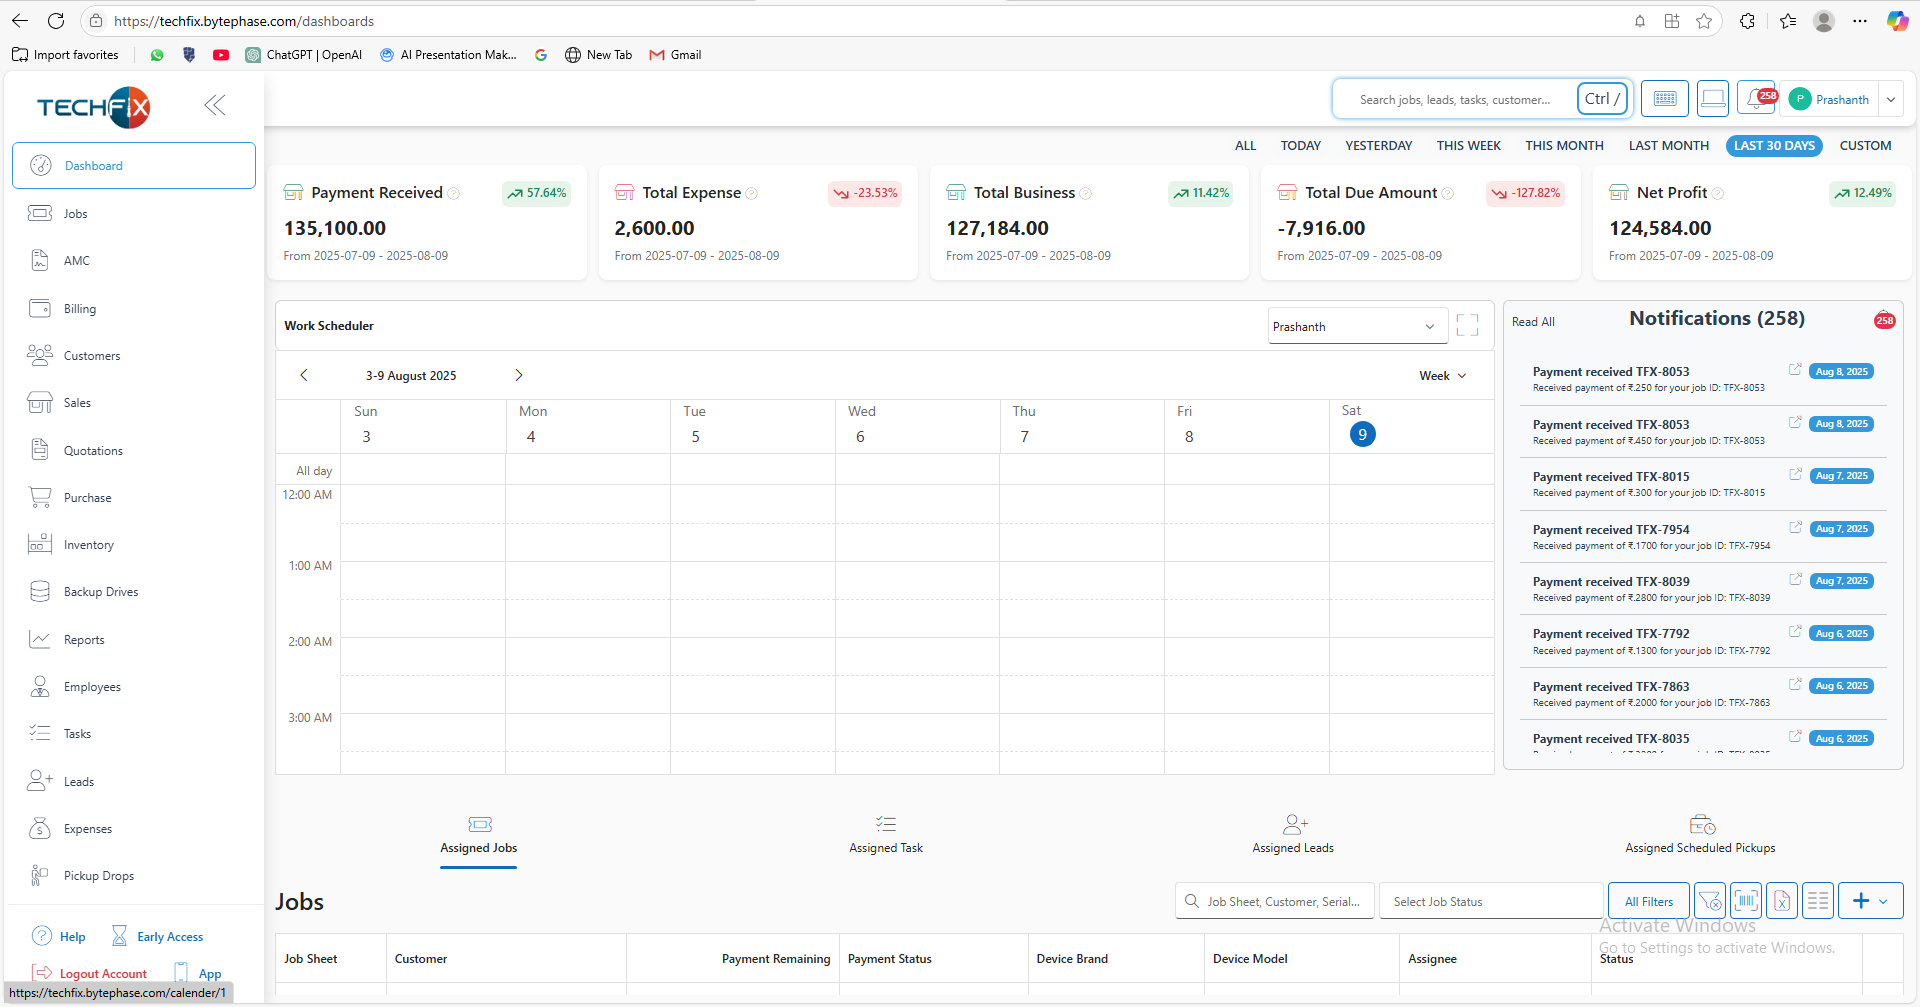 https://techfix.bytephase.com/dashboards
Import favorites
ChatGPT | OpenAI
AI Presentation Mak...
New Tab
Gmail
TECHFIX
Search jobs, leads, tasks, customer...
Ctrl /
258
P
Prashanth
Dashboard
Jobs
AMC
Billing
Customers
Sales
Quotations
Purchase
Inventory
Backup Drives
Reports
Employees
Tasks
Leads
Expenses
Pickup Drops
Help
Early Access
Logout Account
App
https://techfix.bytephase.com/calender/1
ALL
TODAY
YESTERDAY
THIS WEEK
THIS MONTH
LAST MONTH
LAST 30 DAYS
CUSTOM
Payment Received
57.64%
135,100.00
From 2025-07-09 - 2025-08-09
Total Expense
-23.53%
2,600.00
From 2025-07-09 - 2025-08-09
Total Business
11.42%
127,184.00
From 2025-07-09 - 2025-08-09
Total Due Amount
-127.82%
-7,916.00
From 2025-07-09 - 2025-08-09
Net Profit
12.49%
124,584.00
From 2025-07-09 - 2025-08-09
Work Scheduler
Prashanth
3-9 August 2025
Week
Sun
3
Mon
4
Tue
5
Wed
6
Thu
7
Fri
8
Sat
9
All day
12:00 AM
1:00 AM
2:00 AM
3:00 AM
Read All
Notifications (258)
258
Payment received TFX-8053
Aug 8, 2025
Received payment of ₹.250 for your job ID: TFX-8053
Payment received TFX-8053
Aug 8, 2025
Received payment of ₹.450 for your job ID: TFX-8053
Payment received TFX-8015
Aug 7, 2025
Received payment of ₹.300 for your job ID: TFX-8015
Payment received TFX-7954
Aug 7, 2025
Received payment of ₹.1700 for your job ID: TFX-7954
Payment received TFX-8039
Aug 7, 2025
Received payment of ₹.2800 for your job ID: TFX-8039
Payment received TFX-7792
Aug 6, 2025
Received payment of ₹.1300 for your job ID: TFX-7792
Payment received TFX-7863
Aug 6, 2025
Received payment of ₹.2000 for your job ID: TFX-7863
Payment received TFX-8035
Aug 6, 2025
Assigned Jobs
Assigned Task
Assigned Leads
Assigned Scheduled Pickups
Jobs
Job Sheet, Customer, Serial...
Select Job Status
All Filters
Activate Windows
Go to Settings to activate Windows.
Job Sheet
Customer
Payment Remaining
Payment Status
Device Brand
Device Model
Assignee
Status